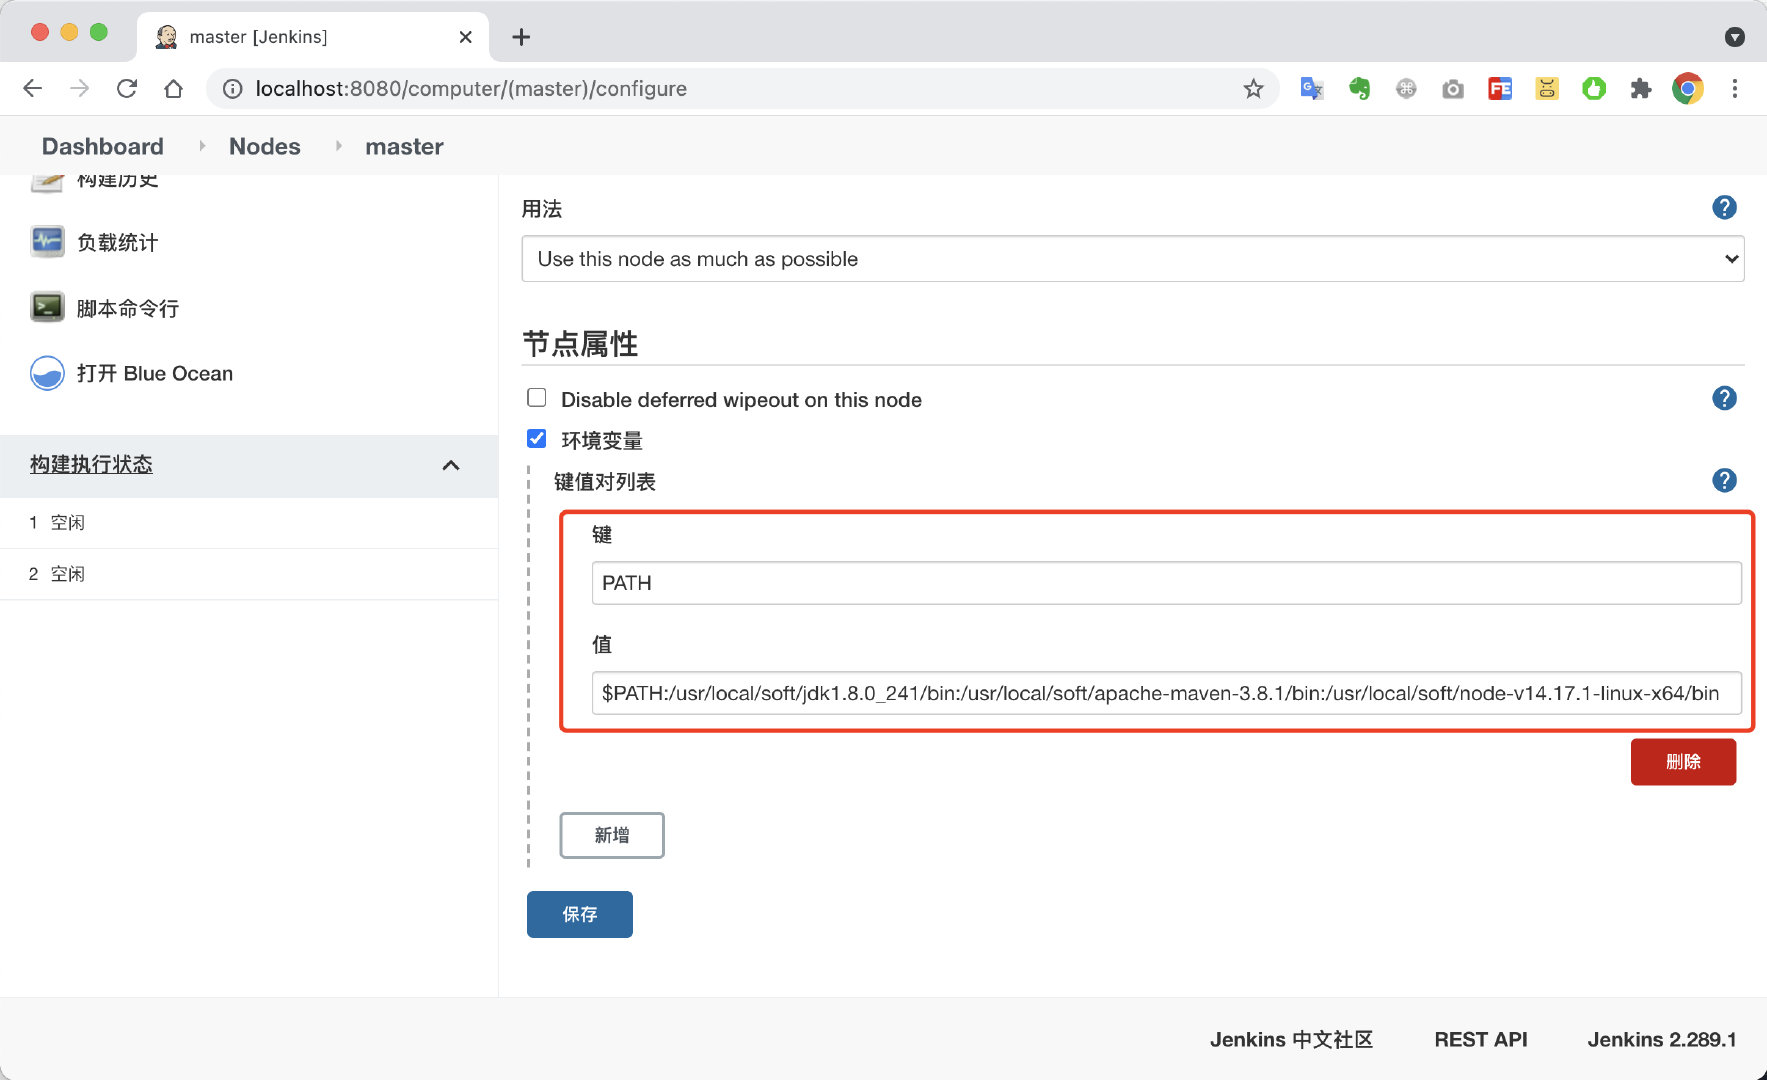 master [Jenkins]
localhost:8080/computer/(master)/configure
Dashboard
Nodes
master
构建历史
负载统计
脚本命令行
打开 Blue Ocean
构建执行状态
1 空闲
2 空闲
用法
Use this node as much as possible
节点属性
Disable deferred wipeout on this node
环境变量
键值对列表
键
PATH
值
$PATH:/usr/local/soft/jdk1.8.0_241/bin:/usr/local/soft/apache-maven-3.8.1/bin:/usr/local/soft/node-v14.17.1-linux-x64/bin
删除
新增
保存
Jenkins 中文社区
REST API
Jenkins 2.289.1